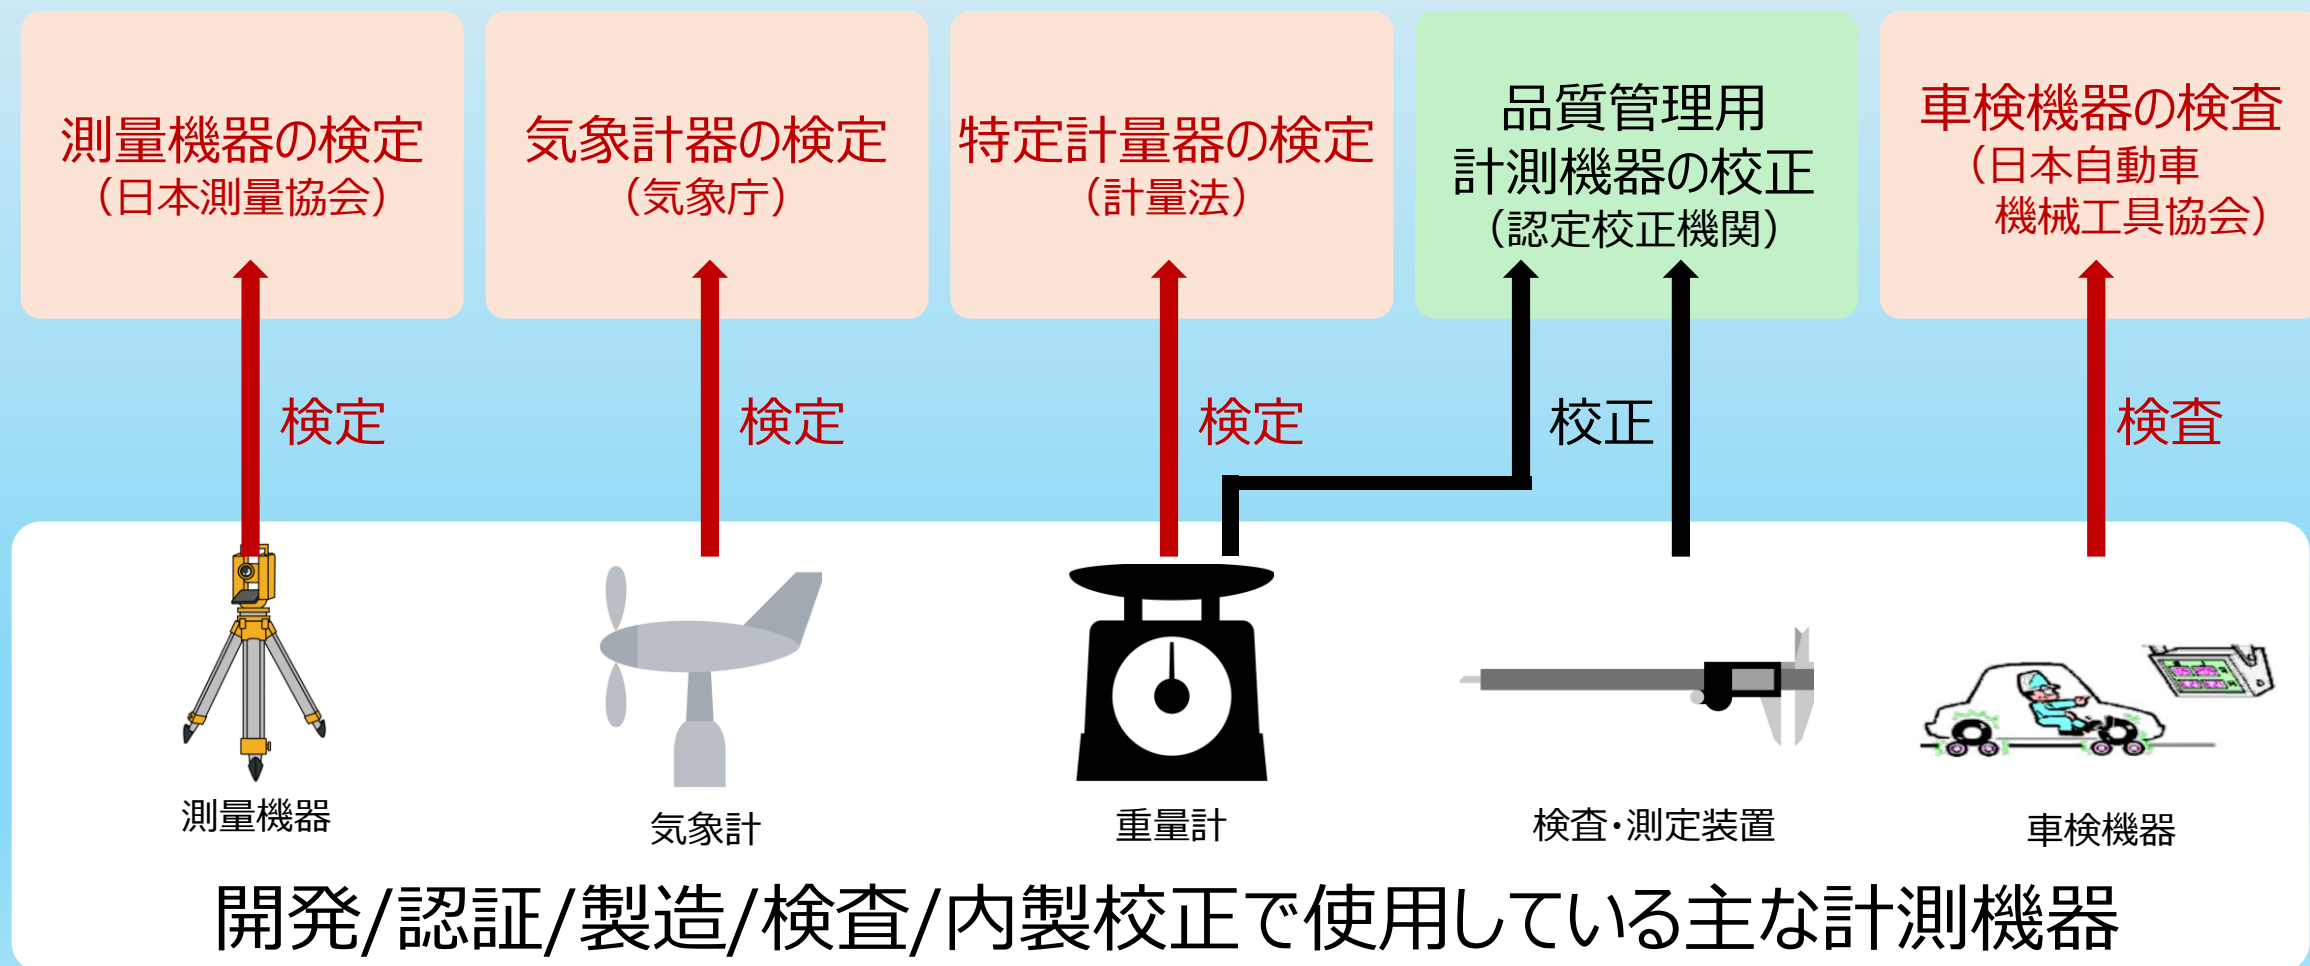 測量機器の検定
（日本測量協会）
気象計器の検定
（気象庁）
特定計量器の検定
（計量法）
品質管理用
計測機器の校正
（認定校正機関）
車検機器の検査
（日本自動車
機械工具協会）
検定
検定
検定
校正
検査
測量機器
気象計
重量計
検査・測定装置
車検機器
開発/認証/製造/検査/内製校正で使用している主な計測機器